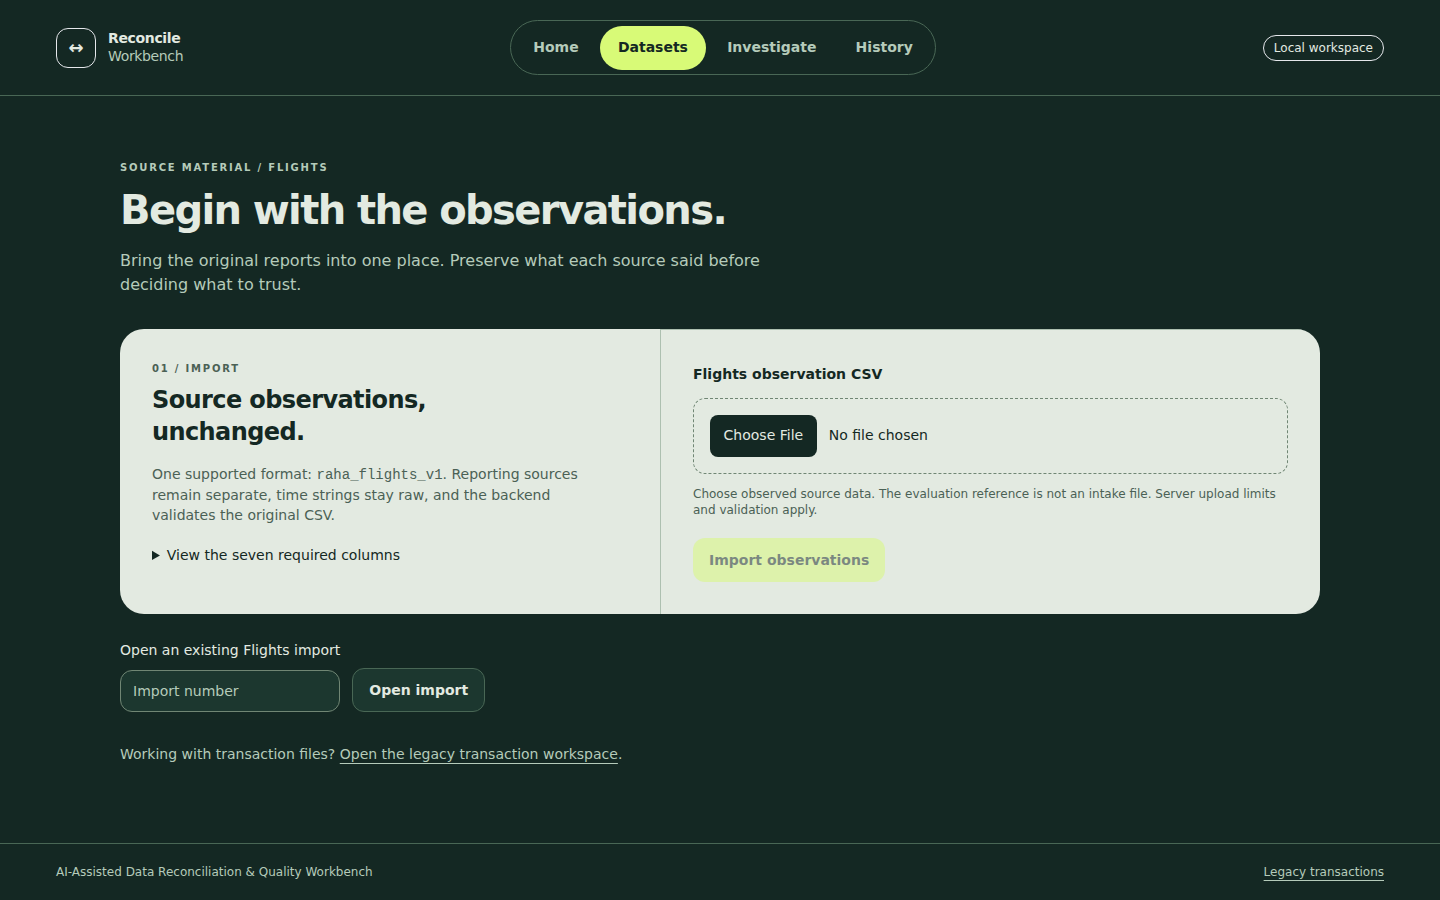 Reconcile
Workbench
Home
Datasets
Investigate
History
Local workspace
SOURCE MATERIAL / FLIGHTS
Begin with the observations.
Bring the original reports into one place. Preserve what each source said before
deciding what to trust.
01 / IMPORT
Source observations,
unchanged.
One supported format: raha_flights_v1. Reporting sources
remain separate, time strings stay raw, and the backend
validates the original CSV.
View the seven required columns
Flights observation CSV
Choose File
No file chosen
Choose observed source data. The evaluation reference is not an intake file. Server upload limits
and validation apply.
Import observations
Open an existing Flights import
Import number
Open import
Working with transaction files? Open the legacy transaction workspace.
AI-Assisted Data Reconciliation & Quality Workbench
Legacy transactions